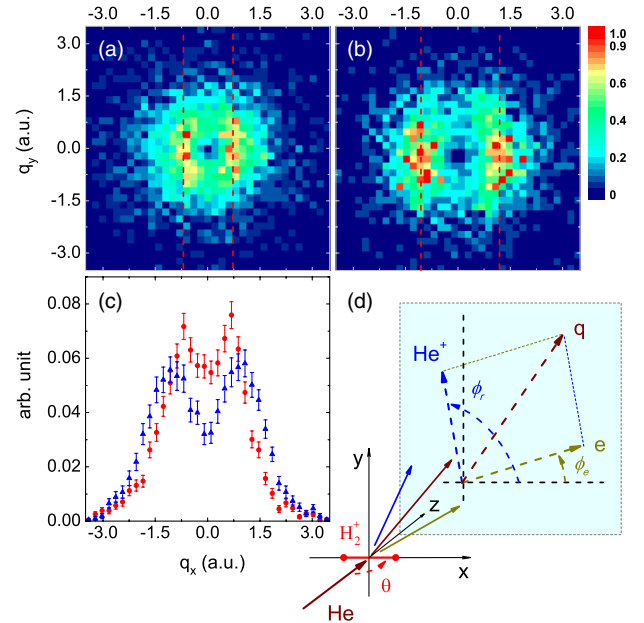 -3.0 -1.5 0.0 1.5 3.0 -3.0 -1.5 0.0 1.5 3.0
(a) (b)
3.0
1.5
0.0
-1.5
-3.0
q_y (a.u.)
1.0
0.9
0.6
0.4
0.2
0
(c)
0.08
0.06
0.04
0.02
0.00
arb. unit
-3.0 -1.5 0.0 1.5 3.0
q_x (a.u.)
(d)
q
He⁺
ϕ_r
e
ϕ_e
y
z
H₂⁺
x
θ
He